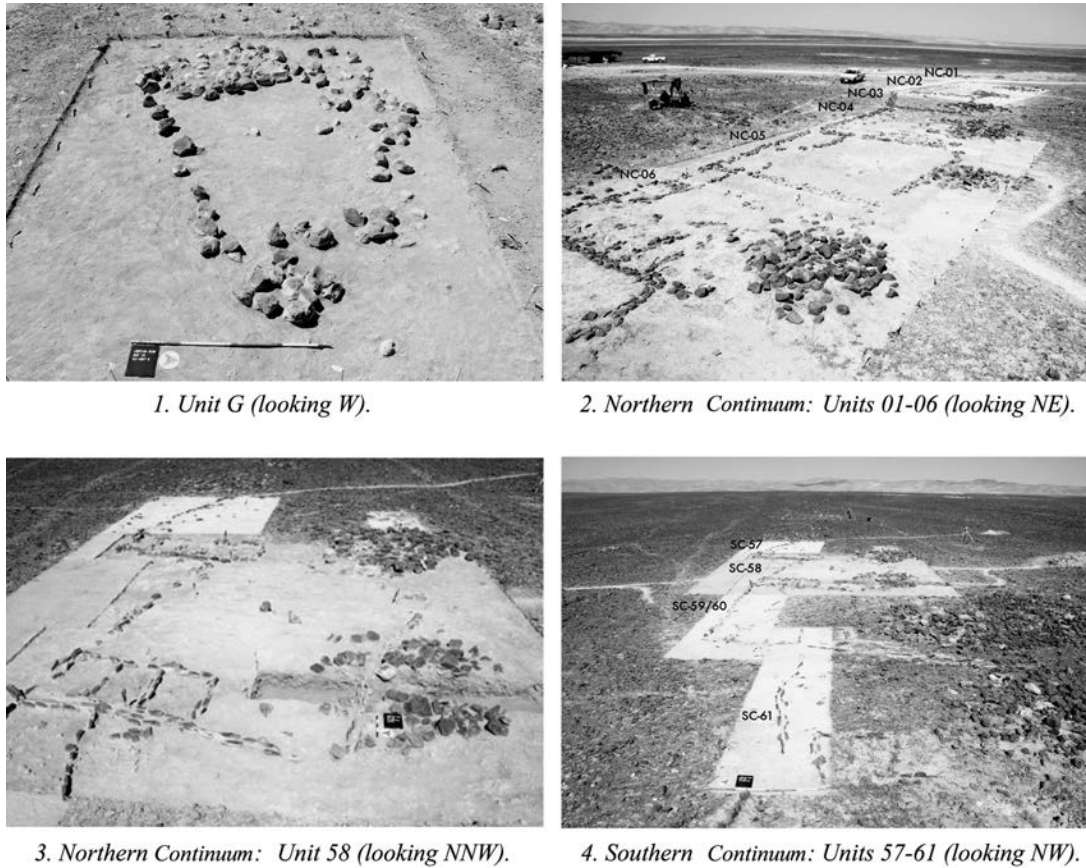 NC-01
NC-02
NC-03
NC-04
NC-05
NC-06
1. Unit G (looking W).
2. Northern Continuum: Units 01-06 (looking NE).
SC-57
SC-58
SC-59/60
SC-61
3. Northern Continuum: Unit 58 (looking NNW).
4. Southern Continuum: Units 57-61 (looking NW).